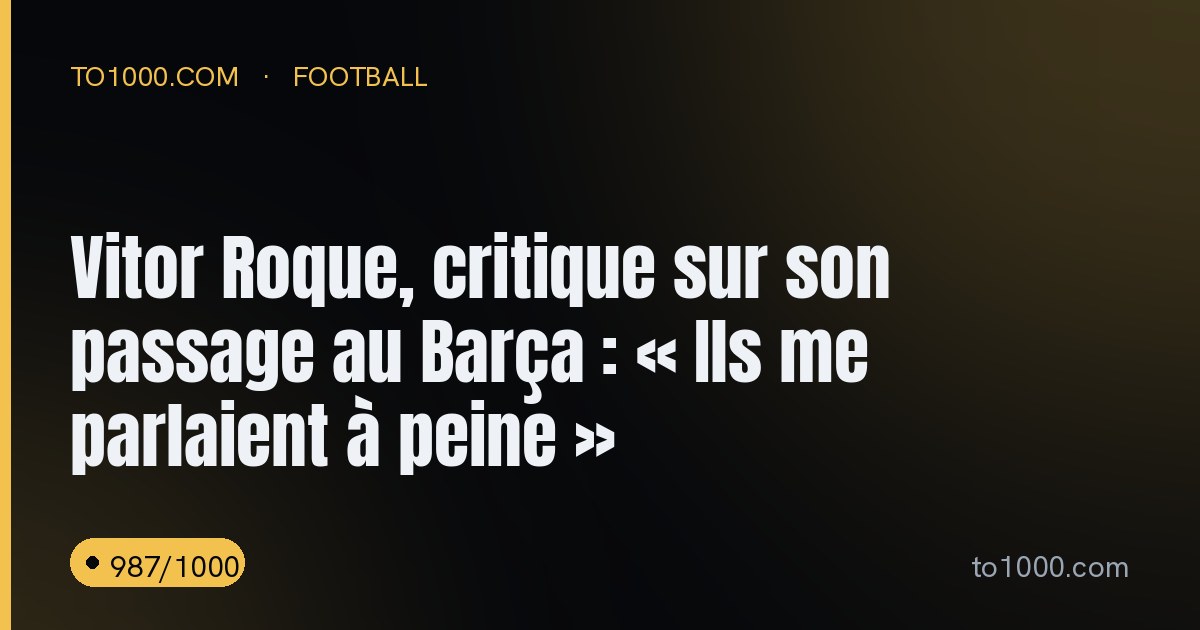 TO1000.COM · FOOTBALL
Vitor Roque, critique sur son
passage au Barça : « Ils me
parlaient à peine »
987/1000
to1000.com